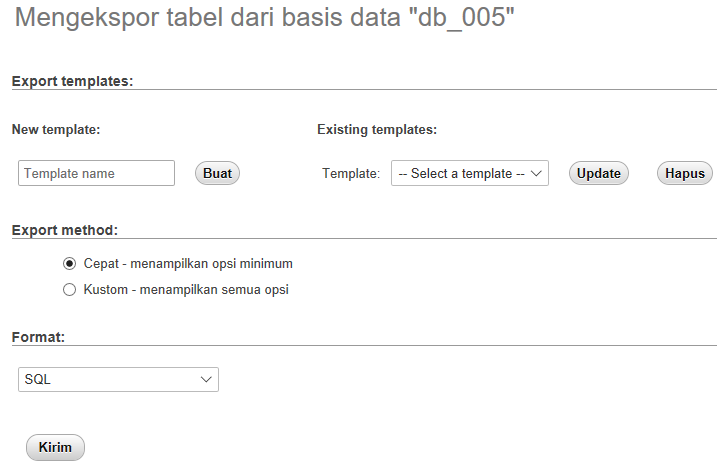 Mengekspor tabel dari basis data "db_005"
Export templates:
New template:
Existing templates:
Template name
Buat
Template:
-- Select a template --
Update
Hapus
Export method:
Cepat - menampilkan opsi minimum
Kustom - menampilkan semua opsi
Format:
SQL
Kirim